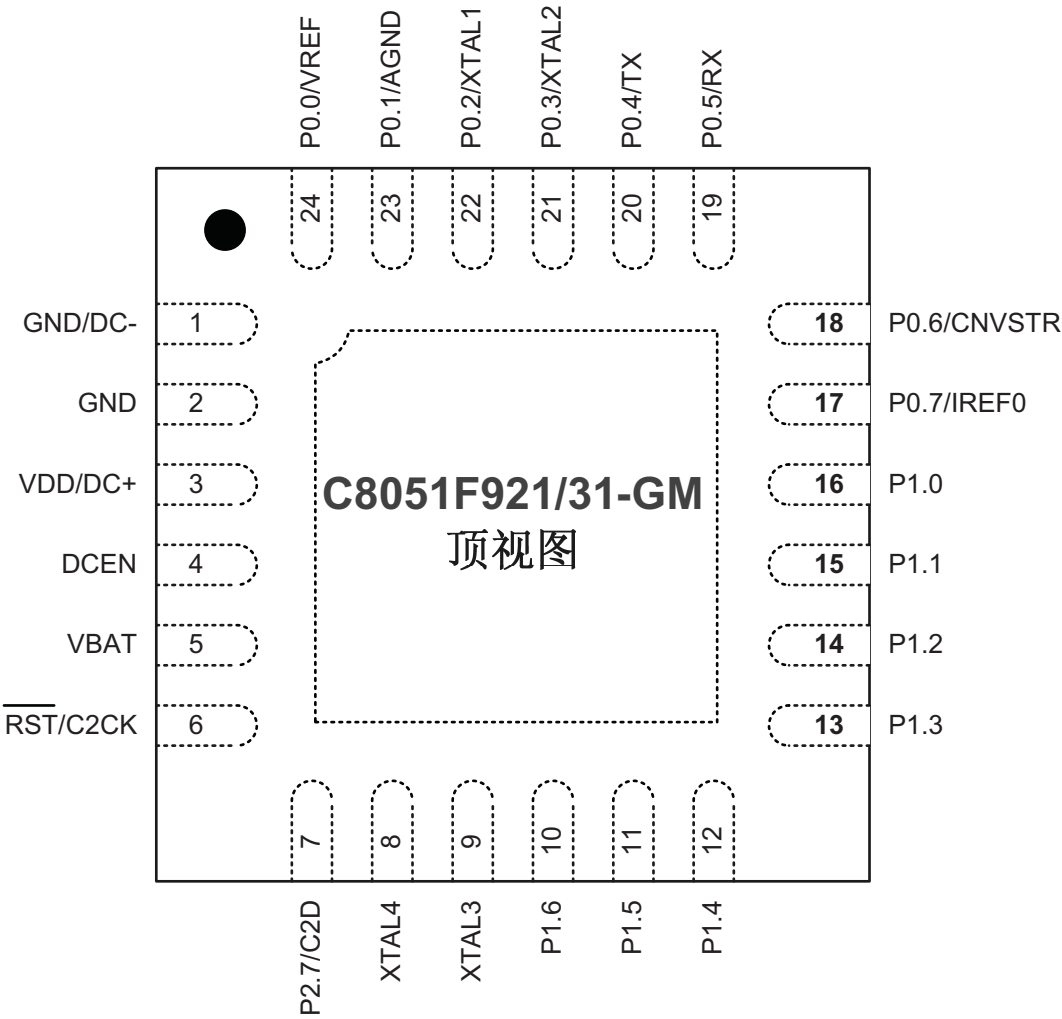 P0.0/VREF
P0.1/AGND
P0.2/XTAL1
P0.3/XTAL2
P0.4/TX
P0.5/RX
24
23
22
21
20
19
GND/DC-
1
18
P0.6/CNVSTR
GND
2
17
P0.7/IREF0
VDD/DC+
3
C8051F921/31-GM
16
P1.0
DCEN
4
顶视图
15
P1.1
VBAT
5
14
P1.2
RST/C2CK
6
13
P1.3
7
8
9
10
11
12
P2.7/C2D
XTAL4
XTAL3
P1.6
P1.5
P1.4